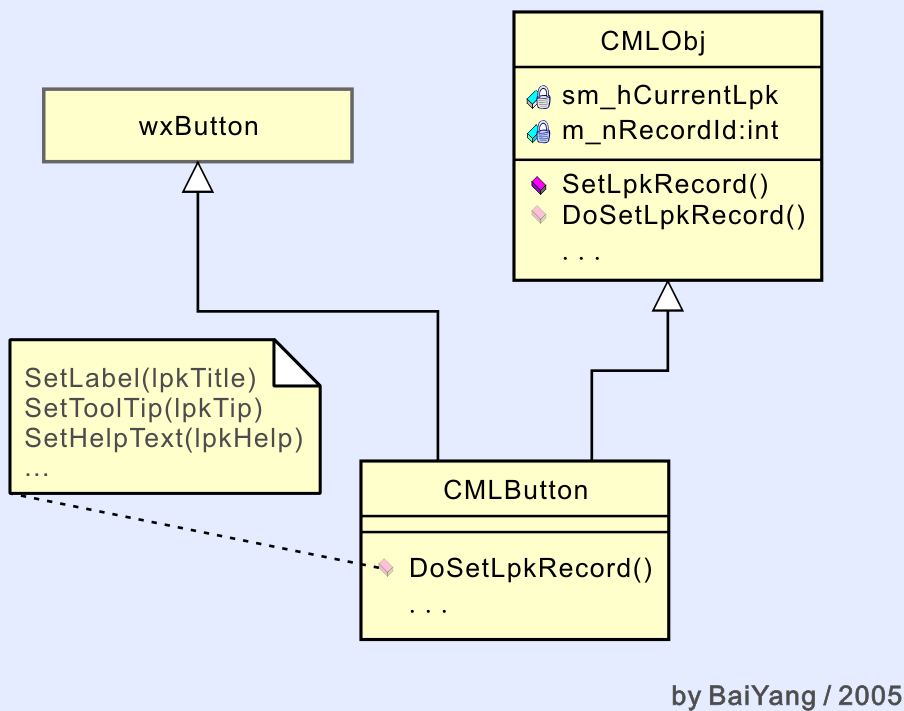 CMLObj
sm_hCurrentLpk
m_nRecordId:int
SetLpkRecord()
DoSetLpkRecord()
. . .
wxButton
SetLabel(lpkTitle)
SetToolTip(lpkTip)
SetHelpText(lpkHelp)
...
CMLButton
DoSetLpkRecord()
. . .
by BaiYang / 2005